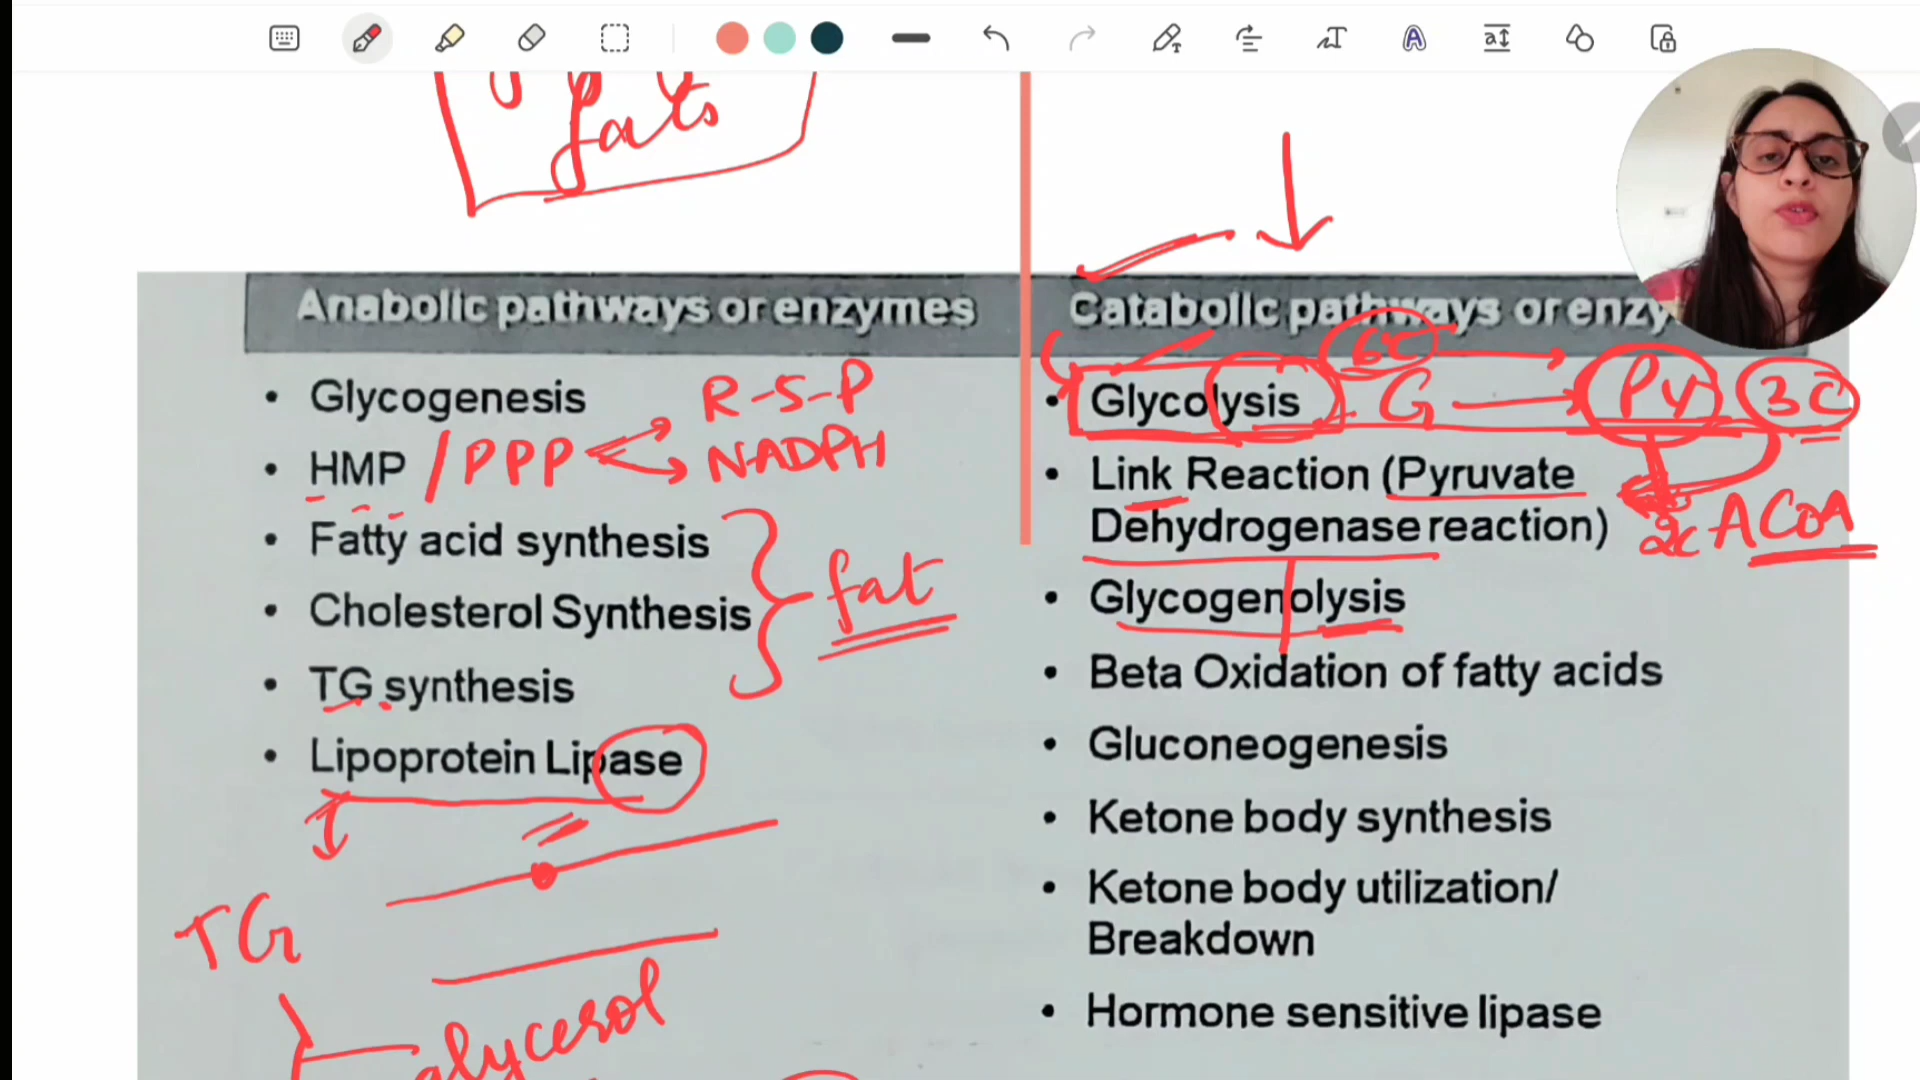 fats
Anabolic pathways or enzymes
Glycogenesis
R-S-P
HMP / PPP
NADPH
Fatty acid synthesis
Cholesterol Synthesis
fat
TG synthesis
Lipoprotein Lipase
TG
glycerol
Catabolic pathways or enzy
6C
Glycolysis G Py 3C
Link Reaction (Pyruvate
Dehydrogenase reaction)
2C ACoA
Glycogenolysis
Beta Oxidation of fatty acids
Gluconeogenesis
Ketone body synthesis
Ketone body utilization/
Breakdown
Hormone sensitive lipase